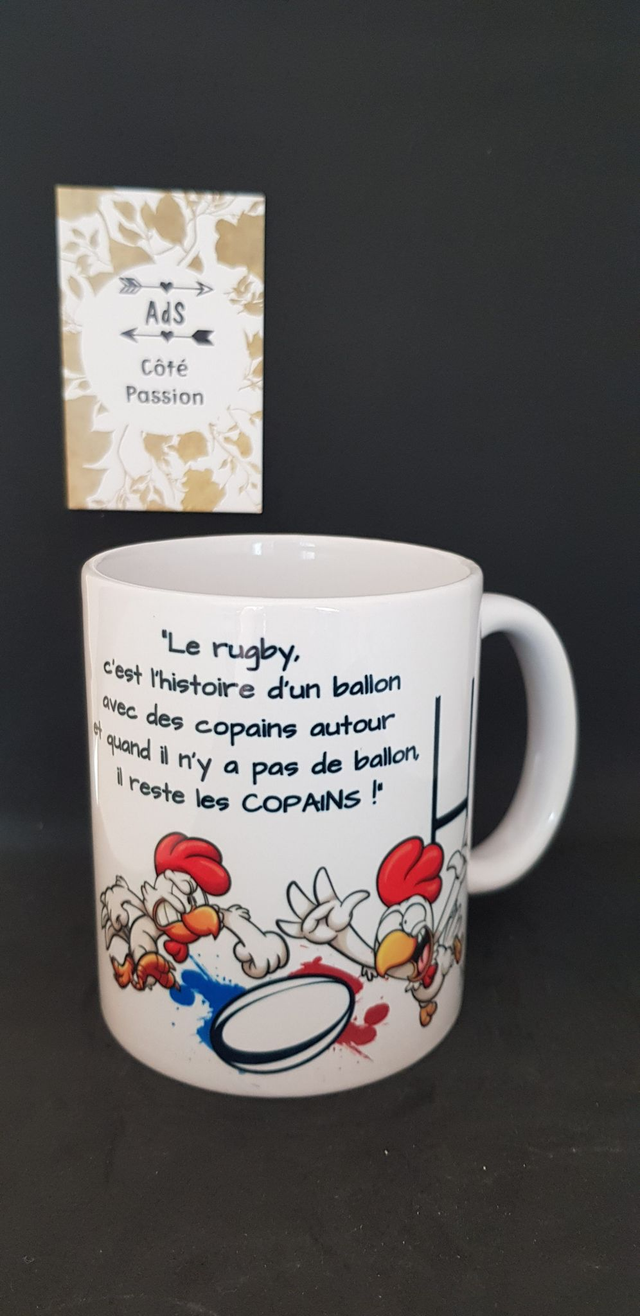 AdS
Côté
Passion
"Le rugby,
c'est l'histoire d'un ballon
avec des copains autour
et quand il n'y a pas de ballon,
il reste les COPAINS !"